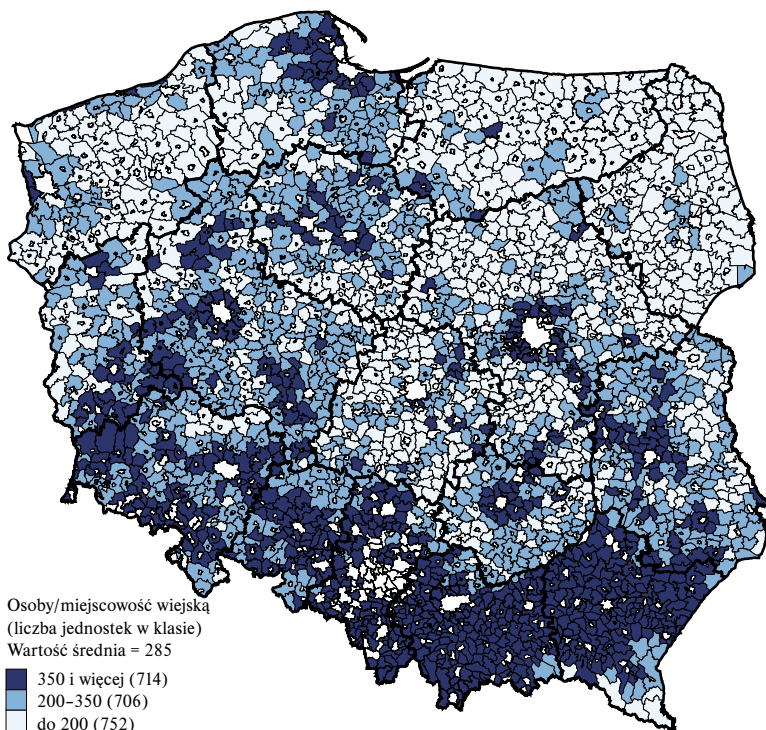 Osoby/miejscowość wiejską
(liczba jednostek w klasie)
Wartość średnia = 285
350 i więcej (714)
200–350 (706)
do 200 (752)